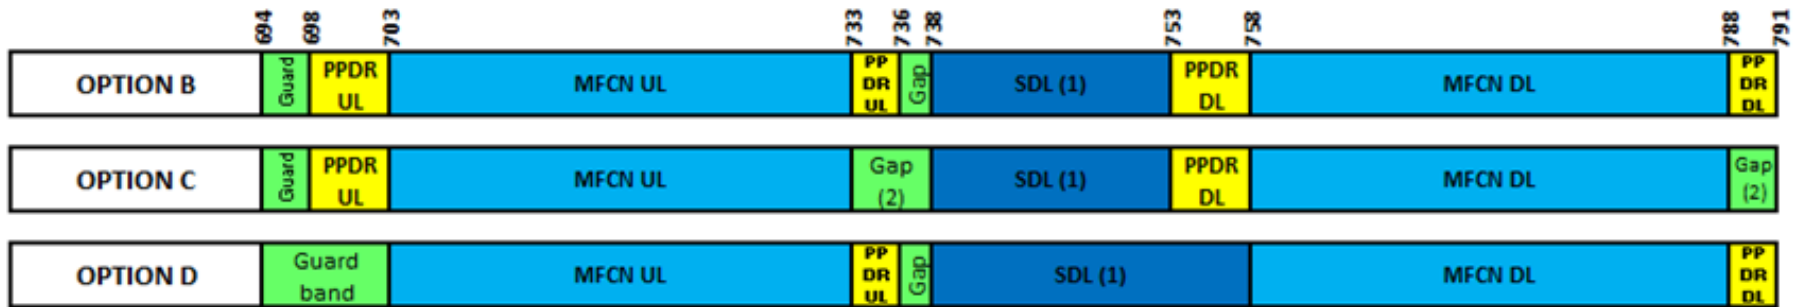 694 698 703 733 736 738 753 758 788 791
OPTION B Guard PPDR UL MFCN UL PP DR UL Gap SDL (1) PPDR DL MFCN DL PP DR DL
OPTION C Guard PPDR UL MFCN UL Gap (2) SDL (1) PPDR DL MFCN DL Gap (2)
OPTION D Guard band MFCN UL PP DR UL Gap SDL (1) MFCN DL PP DR DL